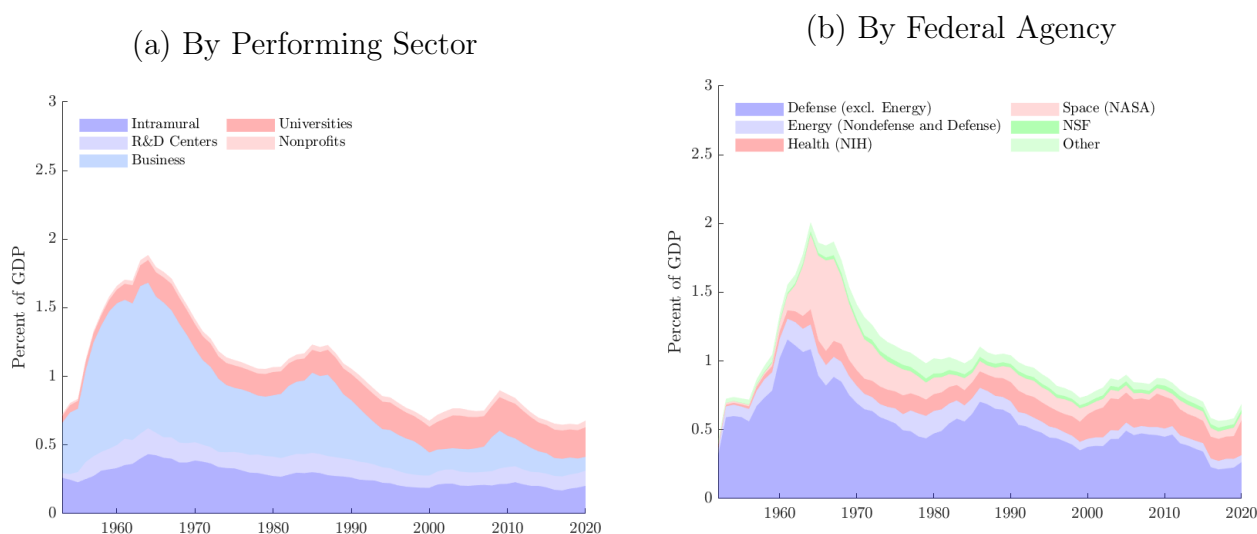 (a) By Performing Sector
3
2.5
2
1.5
1
0.5
0
Percent of GDP
Intramural
R&D Centers
Business
Universities
Nonprofits
1960 1970 1980 1990 2000 2010 2020
(b) By Federal Agency
3
2.5
2
1.5
1
0.5
0
Percent of GDP
Defense (excl. Energy)
Energy (Nondefense and Defense)
Health (NIH)
Space (NASA)
NSF
Other
1960 1970 1980 1990 2000 2010 2020